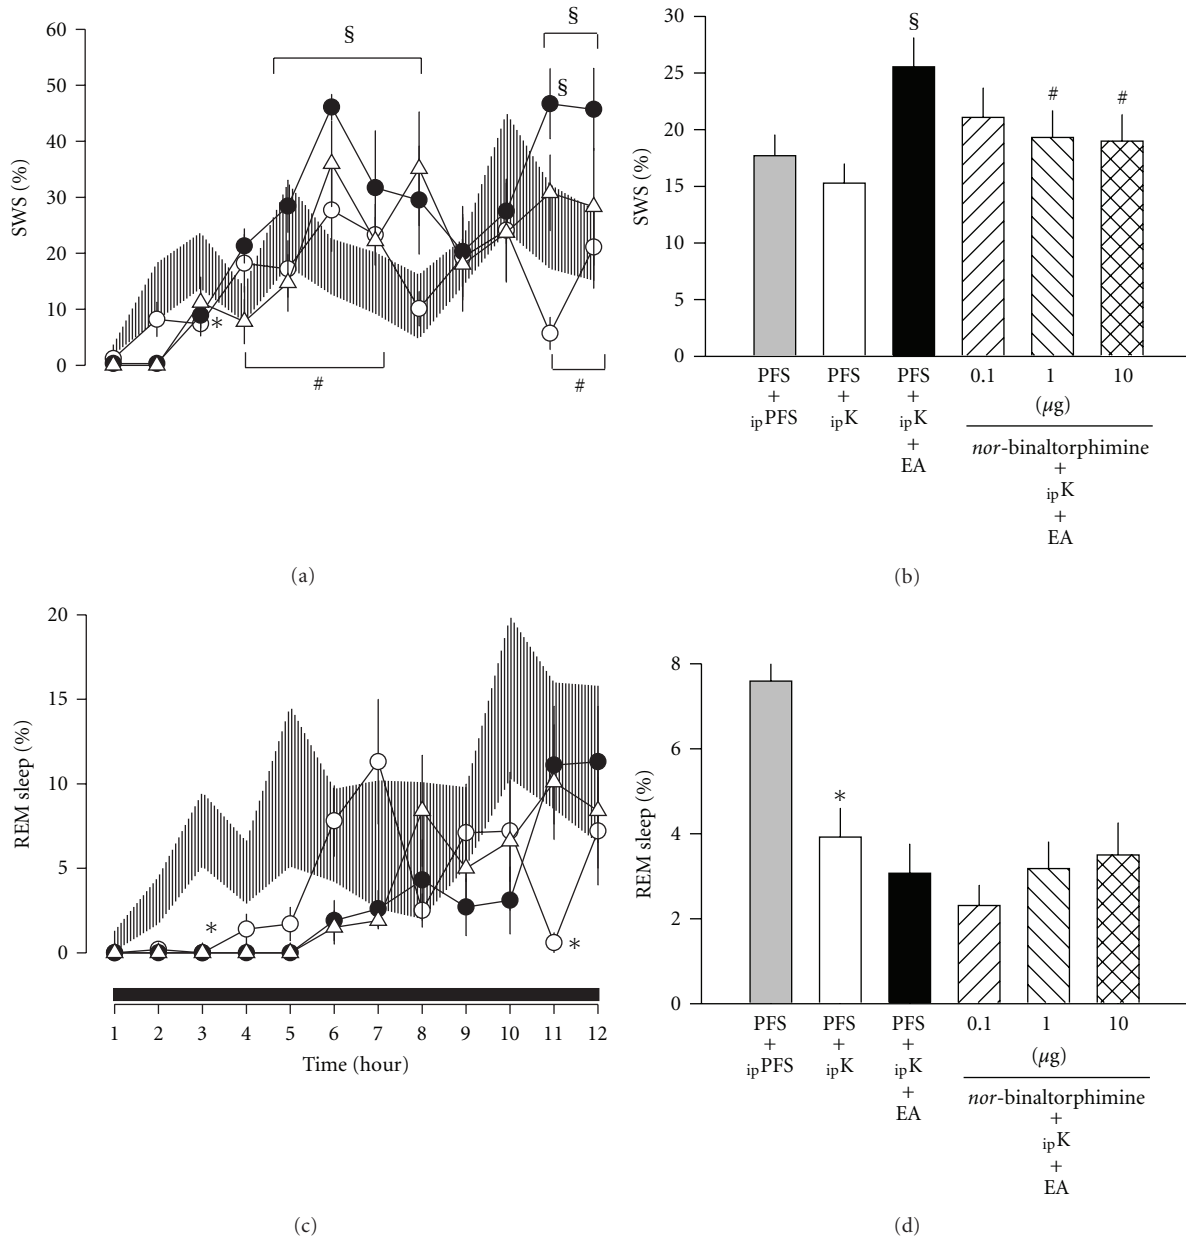 60
50
40
30
20
10
0
SWS (%)
§
§
§
*
#
#
(a)
30
25
20
15
10
5
0
SWS (%)
§
#
#
PFS
+
ipPFS
PFS
+
ipK
PFS
+
ipK
+
EA
0.1 1 10
(µg)
nor-binaltorphimine
+
ipK
+
EA
(b)
20
15
10
5
0
REM sleep (%)
*
*
1 2 3 4 5 6 7 8 9 10 11 12
Time (hour)
(c)
8
6
4
2
0
REM sleep (%)
*
PFS
+
ipPFS
PFS
+
ipK
PFS
+
ipK
+
EA
0.1 1 10
(µg)
nor-binaltorphimine
+
ipK
+
EA
(d)